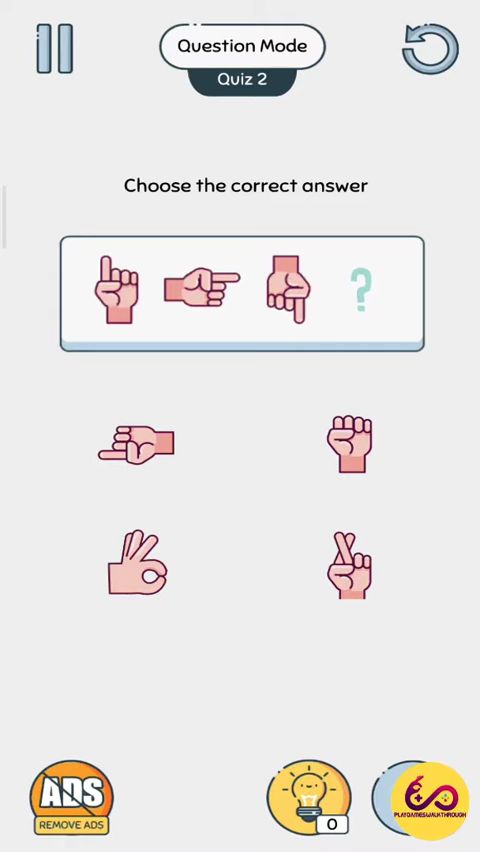 Question Mode
Quiz 2
Choose the correct answer
?
ADS
REMOVE ADS
0
PLAYGAMESWALKTHROUGH